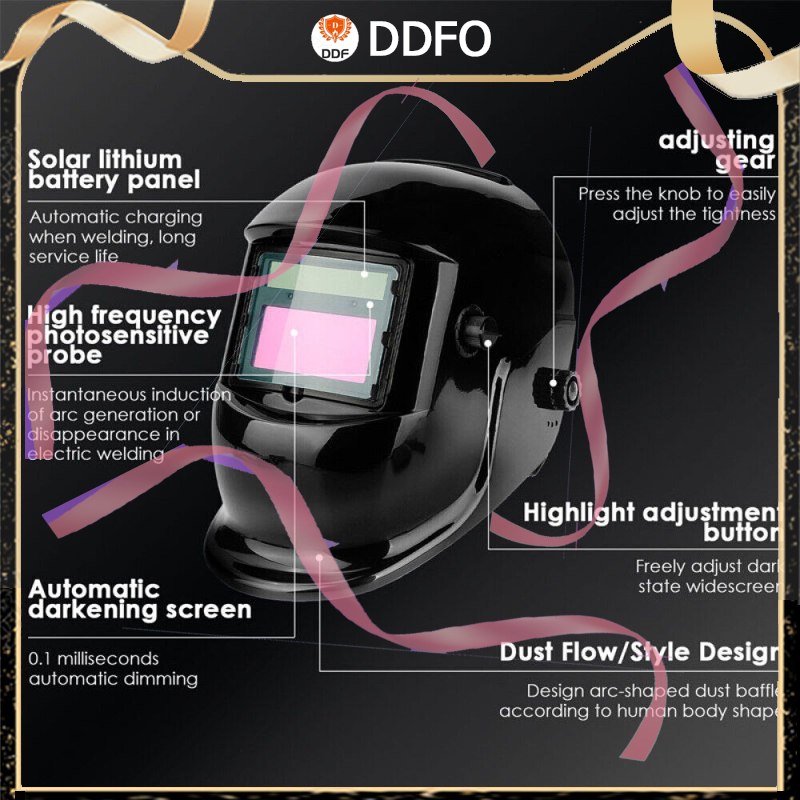 DDF
DDFO
Solar lithium
battery panel
Automatic charging
when welding, long
service life
High frequency
photosensitive
probe
Instantaneous induction
of arc generation or
disappearance in
electric welding
Automatic
darkening screen
0.1 milliseconds
automatic dimming
adjusting
gear
Press the knob to easily
adjust the tightness
Highlight adjustment
button
Freely adjust dark
state widescreen
Dust Flow/Style Design
Design arc-shaped dust baffle
according to human body shape